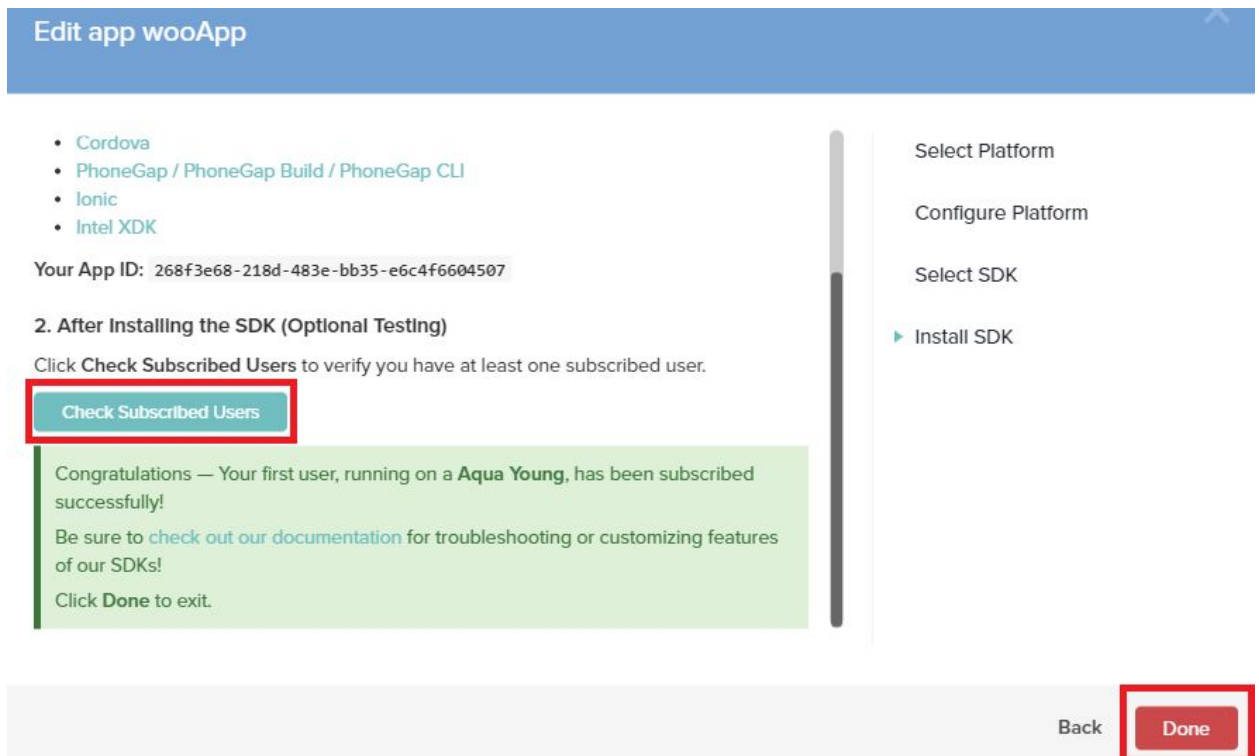 Edit app wooApp
Cordova
PhoneGap / PhoneGap Build / PhoneGap CLI
Ionic
Intel XDK
Your App ID: 268f3e68-218d-483e-bb35-e6c4f6604507
2. After Installing the SDK (Optional Testing)
Click Check Subscribed Users to verify you have at least one subscribed user.
Check Subscribed Users
Congratulations — Your first user, running on a Aqua Young, has been subscribed
successfully!
Be sure to check out our documentation for troubleshooting or customizing features
of our SDKs!
Click Done to exit.
Select Platform
Configure Platform
Select SDK
Install SDK
Back
Done